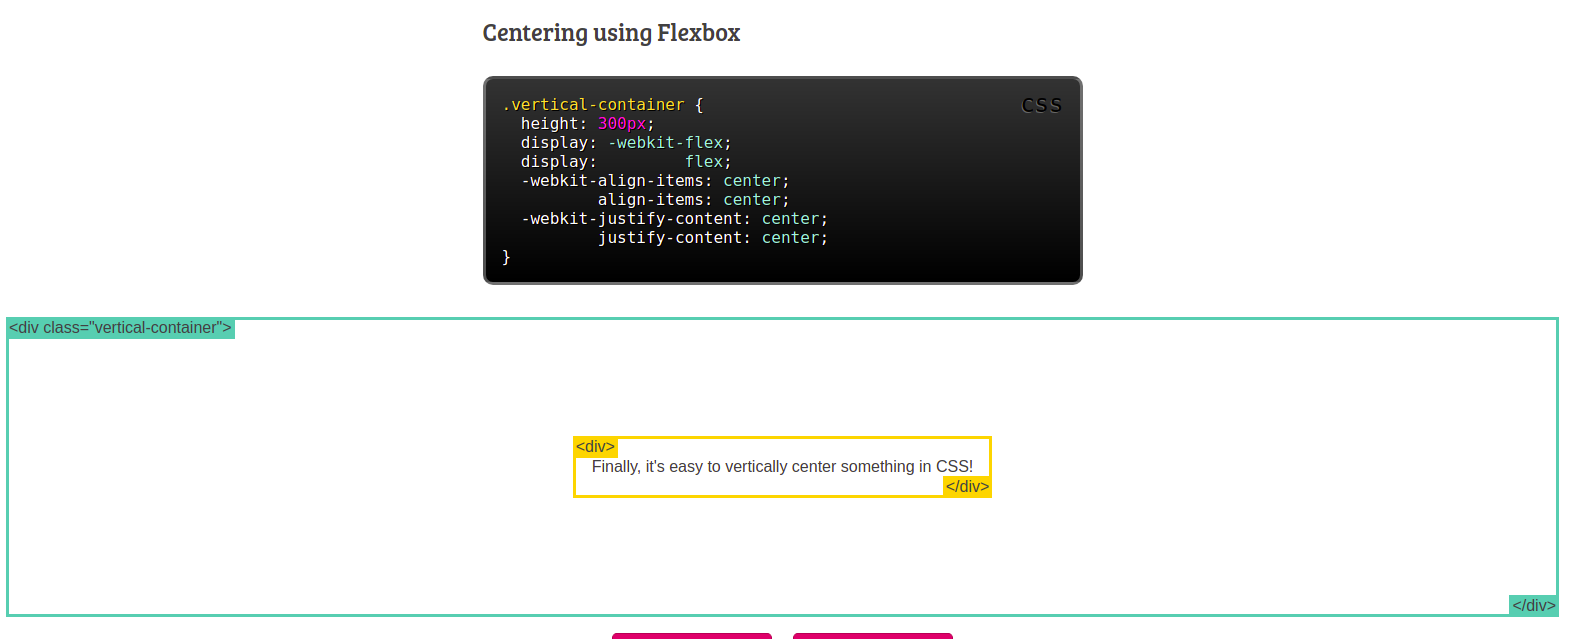 Centering using Flexbox
CSS
.vertical-container {
  height: 300px;
  display: -webkit-flex;
  display:         flex;
  -webkit-align-items: center;
          align-items: center;
  -webkit-justify-content: center;
          justify-content: center;
}
<div class="vertical-container">
<div>
Finally, it's easy to vertically center something in CSS!
</div>
</div>